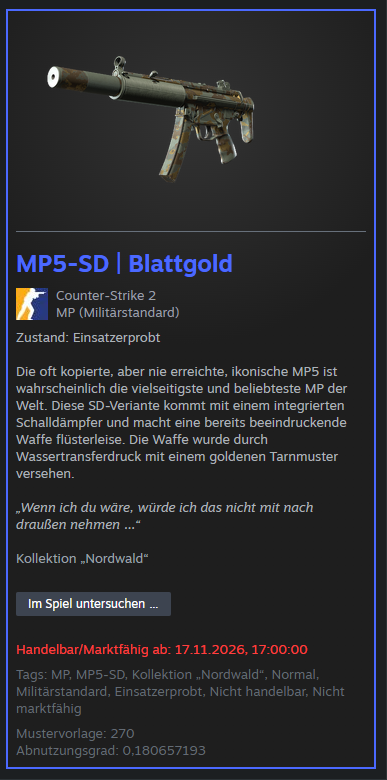 MP5-SD | Blattgold
Counter-Strike 2
MP (Militärstandard)
Zustand: Einsatzerprobt
Die oft kopierte, aber nie erreichte, ikonische MP5 ist
wahrscheinlich die vielseitigste und beliebteste MP der
Welt. Diese SD-Variante kommt mit einem integrierten
Schalldämpfer und macht eine bereits beeindruckende
Waffe flüsterleise. Die Waffe wurde durch
Wassertransferdruck mit einem goldenen Tarnmuster
versehen.
„Wenn ich du wäre, würde ich das nicht mit nach
draußen nehmen ...“
Kollektion „Nordwald“
Im Spiel untersuchen ...
Handelbar/Marktfähig ab: 17.11.2026, 17:00:00
Tags: MP, MP5-SD, Kollektion „Nordwald“, Normal,
Militärstandard, Einsatzerprobt, Nicht handelbar, Nicht
marktfähig
Mustervorlage: 270
Abnutzungsgrad: 0,180657193